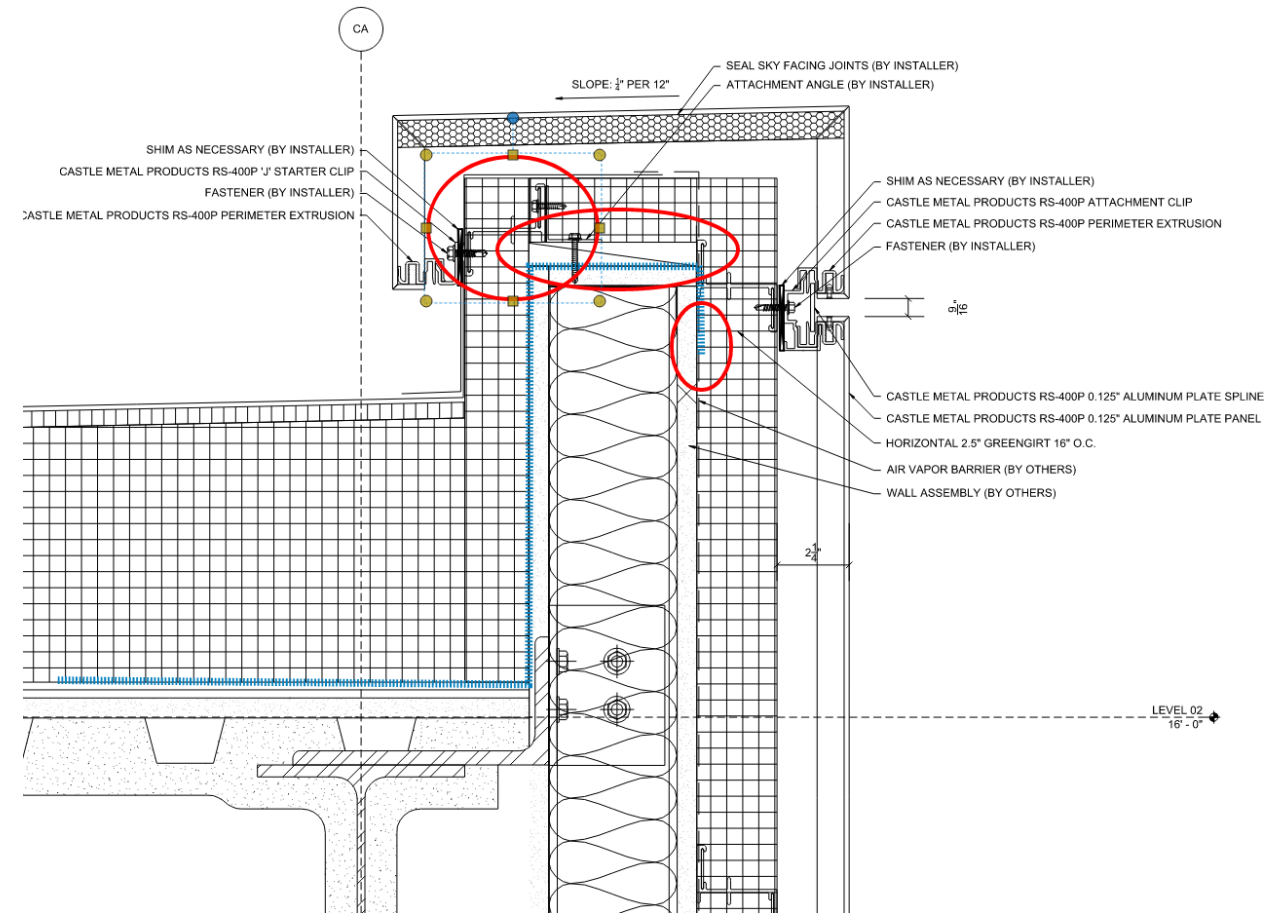 CA
SEAL SKY FACING JOINTS (BY INSTALLER)
SLOPE: 1/4" PER 12"
ATTACHMENT ANGLE (BY INSTALLER)
SHIM AS NECESSARY (BY INSTALLER)
CASTLE METAL PRODUCTS RS-400P 'J' STARTER CLIP
FASTENER (BY INSTALLER)
CASTLE METAL PRODUCTS RS-400P PERIMETER EXTRUSION
SHIM AS NECESSARY (BY INSTALLER)
CASTLE METAL PRODUCTS RS-400P ATTACHMENT CLIP
CASTLE METAL PRODUCTS RS-400P PERIMETER EXTRUSION
FASTENER (BY INSTALLER)
9/16"
CASTLE METAL PRODUCTS RS-400P 0.125" ALUMINUM PLATE SPLINE
CASTLE METAL PRODUCTS RS-400P 0.125" ALUMINUM PLATE PANEL
HORIZONTAL 2.5" GREENGIRT 16" O.C.
AIR VAPOR BARRIER (BY OTHERS)
WALL ASSEMBLY (BY OTHERS)
2 1/4"
LEVEL 02
16' - 0"